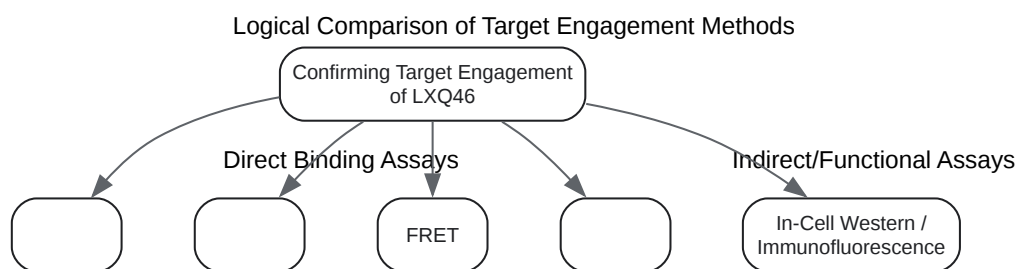 Logical Comparison of Target Engagement Methods
Confirming Target Engagement
of LXQ46
Direct Binding Assays
Indirect/Functional Assays
FRET
In-Cell Western /
Immunofluorescence